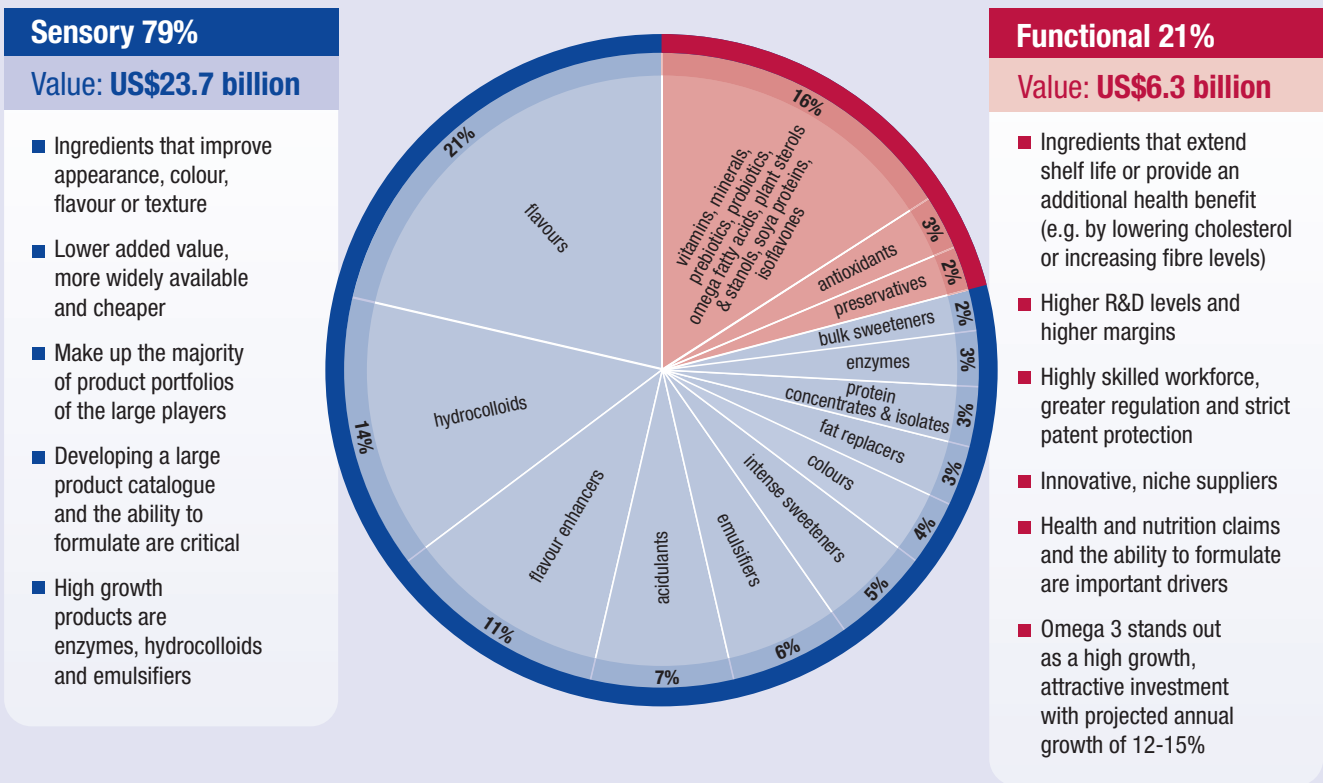 Sensory 79%
Value: US$23.7 billion
■ Ingredients that improve
appearance, colour,
flavour or texture
■ Lower added value,
more widely available
and cheaper
■ Make up the majority
of product portfolios
of the large players
■ Developing a large
product catalogue
and the ability to
formulate are critical
■ High growth
products are
enzymes, hydrocolloids
and emulsifiers
16%
vitamins, minerals,
prebiotics, probiotics,
omega fatty acids, plant sterols
& stanols, soya proteins,
isoflavones
3%
antioxidants
2%
preservatives
2%
bulk sweeteners
3%
enzymes
3%
protein
concentrates & isolates
3%
fat replacers
4%
colours
5%
intense sweeteners
6%
emulsifiers
7%
acidulants
11%
flavour enhancers
14%
hydrocolloids
21%
flavours
Functional 21%
Value: US$6.3 billion
■ Ingredients that extend
shelf life or provide an
additional health benefit
(e.g. by lowering cholesterol
or increasing fibre levels)
■ Higher R&D levels and
higher margins
■ Highly skilled workforce,
greater regulation and strict
patent protection
■ Innovative, niche suppliers
■ Health and nutrition claims
and the ability to formulate
are important drivers
■ Omega 3 stands out
as a high growth,
attractive investment
with projected annual
growth of 12-15%